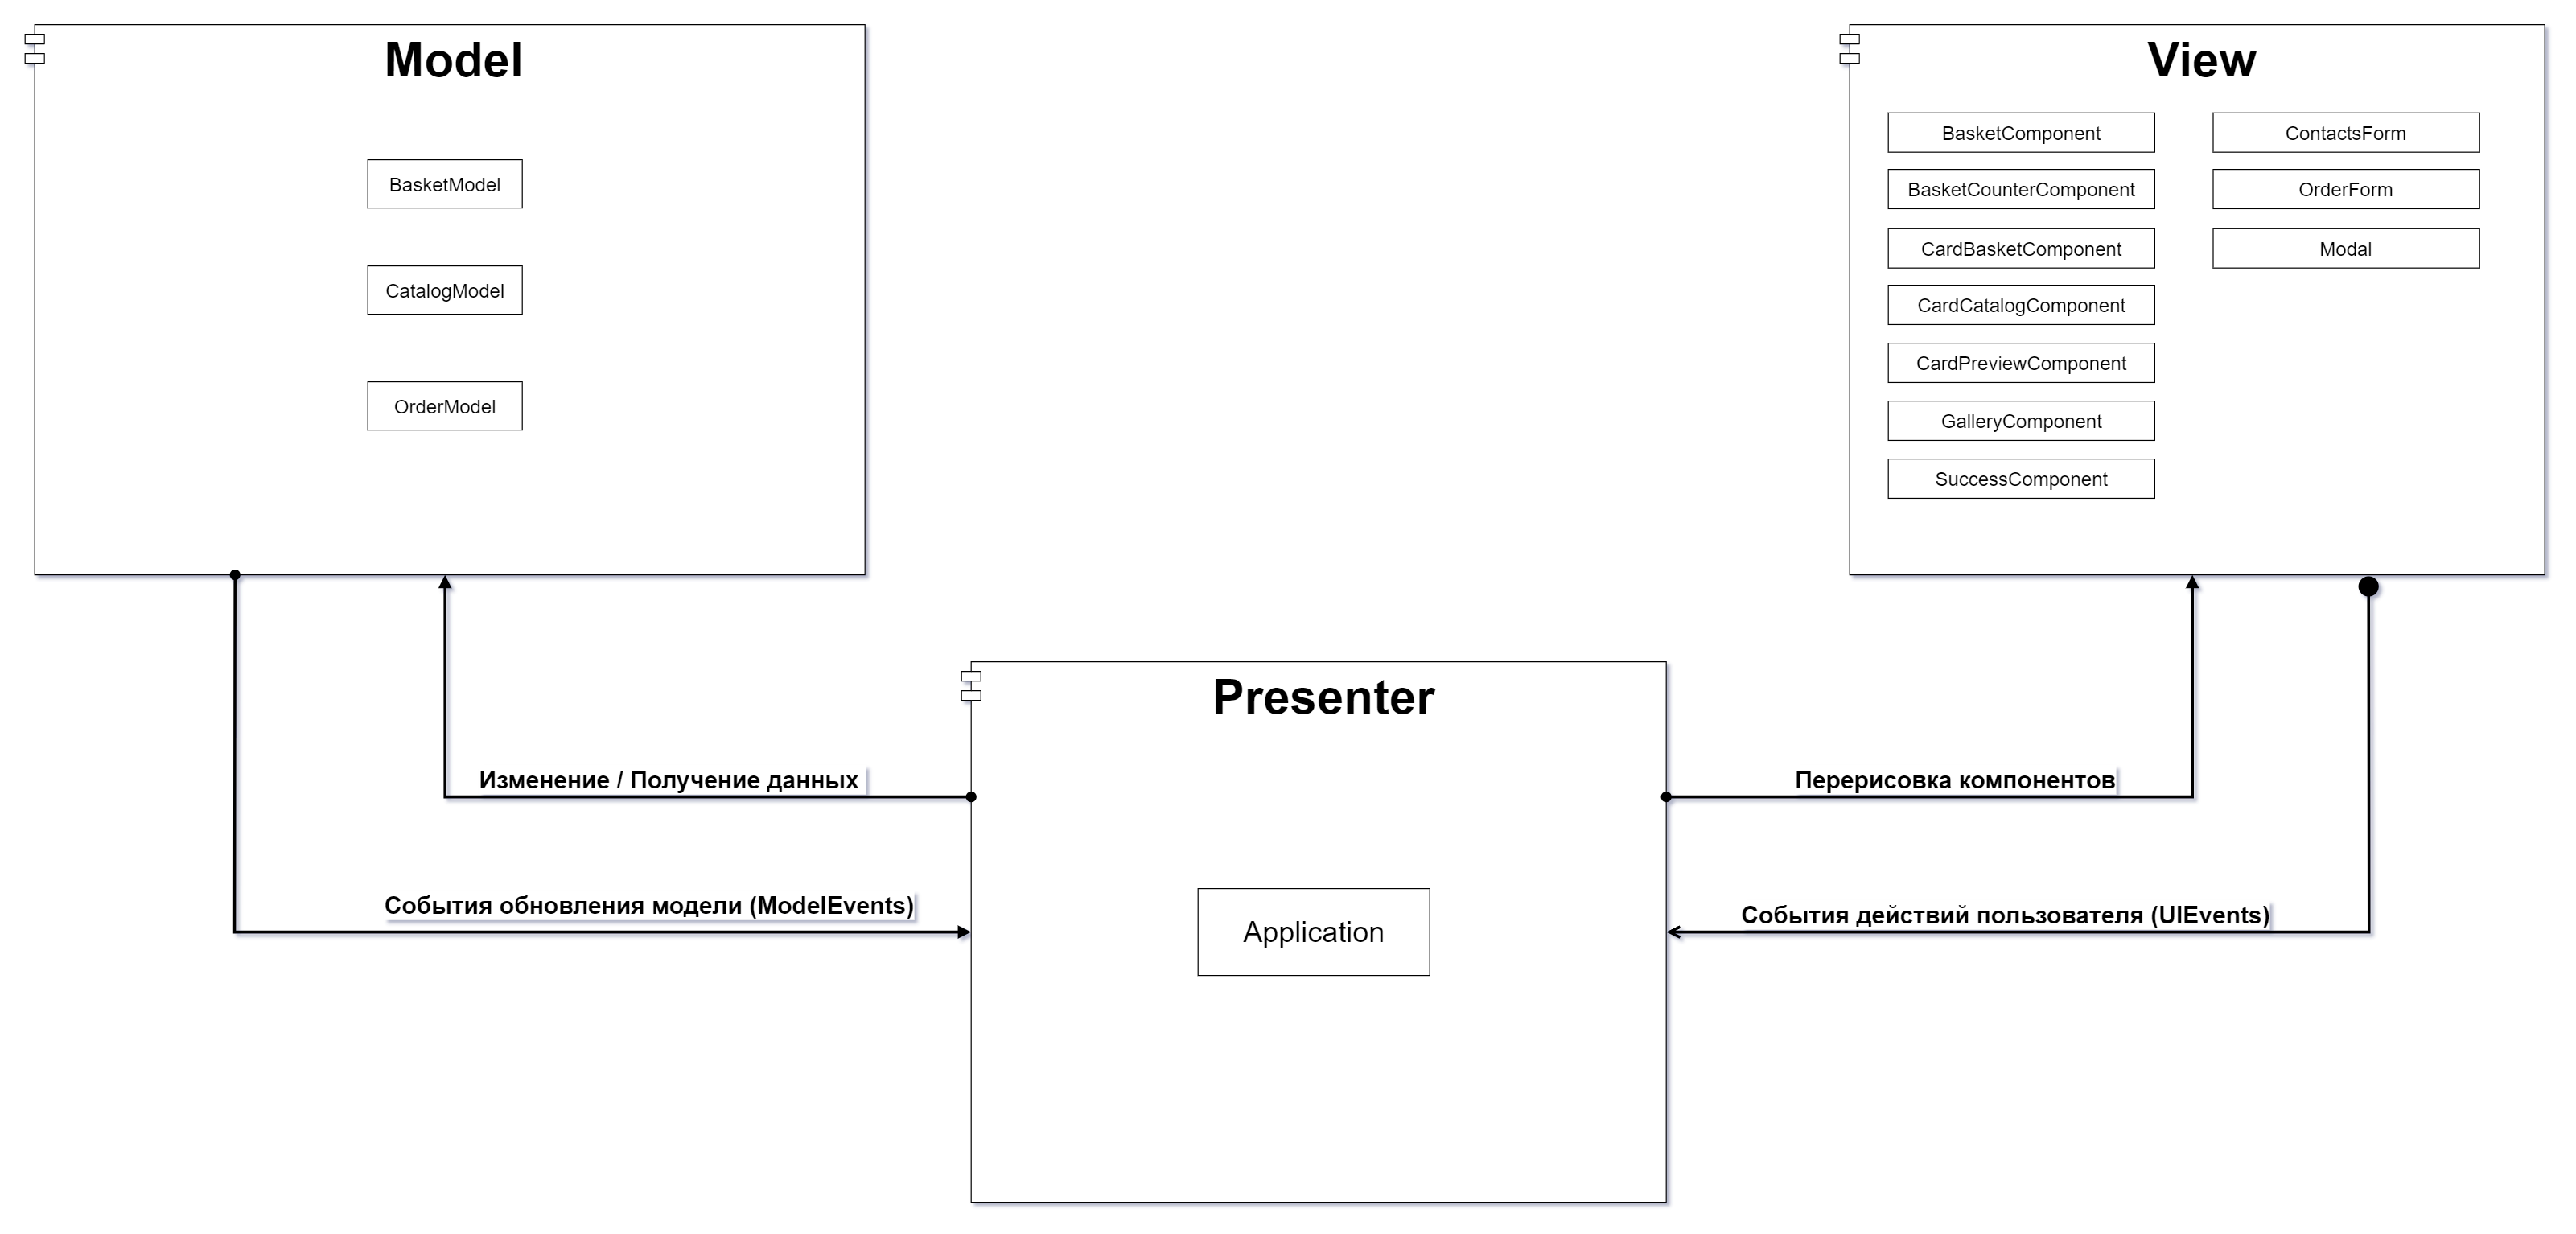 Model
BasketModel
CatalogModel
OrderModel
View
BasketComponent
BasketCounterComponent
CardBasketComponent
CardCatalogComponent
CardPreviewComponent
GalleryComponent
SuccessComponent
ContactsForm
OrderForm
Modal
Presenter
Application
Изменение / Получение данных
События обновления модели (ModelEvents)
Перерисовка компонентов
События действий пользователя (UIEvents)